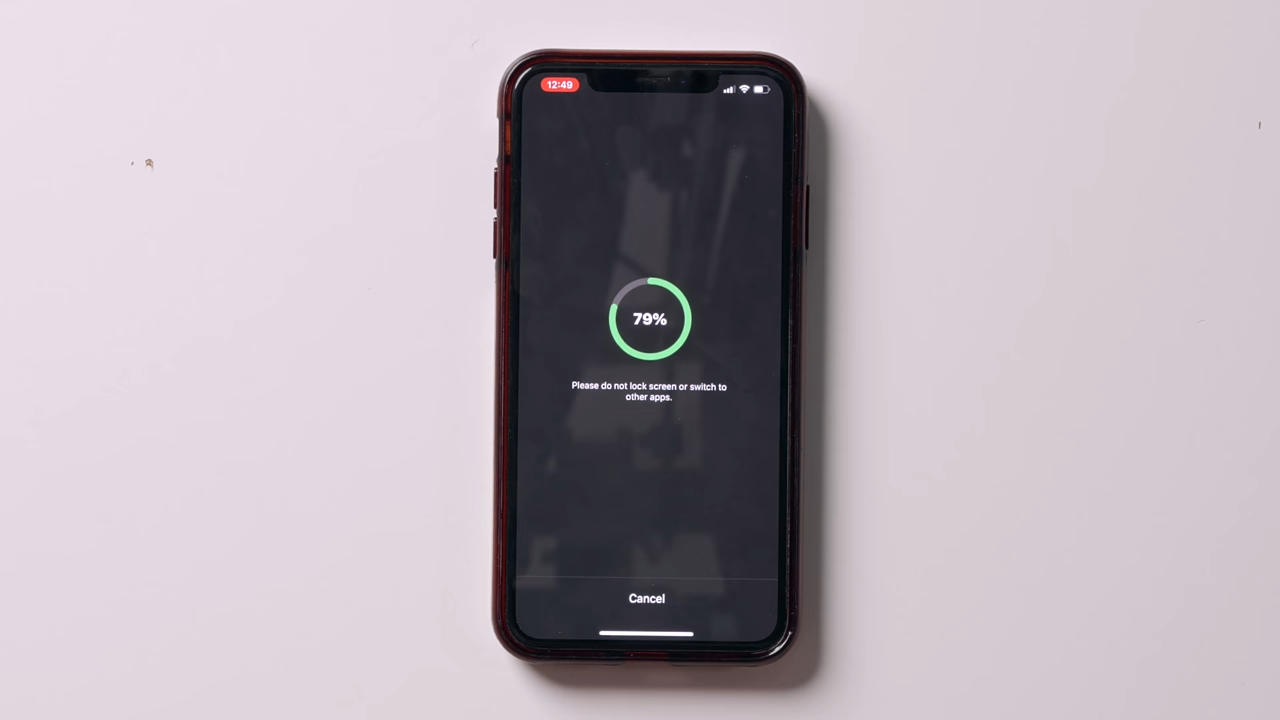 12:49
79%
Please do not lock screen or switch to
other apps.
Cancel